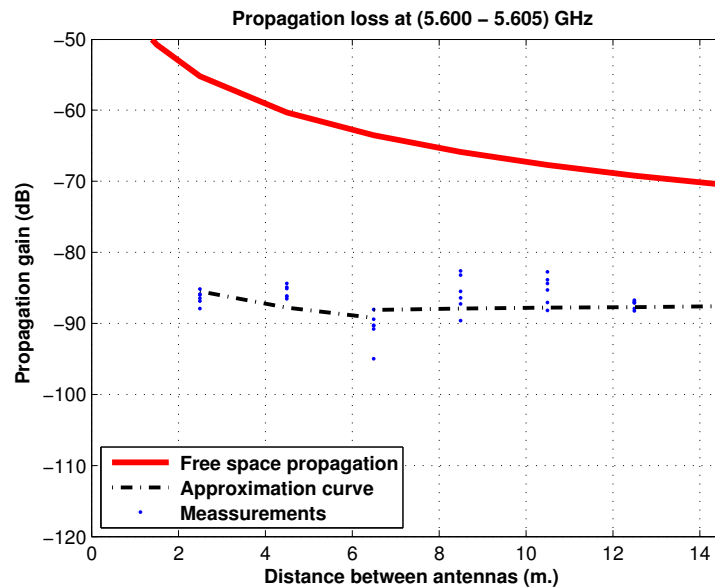 Propagation loss at (5.600 − 5.605) GHz
Propagation gain (dB)
−50
−60
−70
−80
−90
−100
−110
−120
Free space propagation
Approximation curve
Meassurements
0 2 4 6 8 10 12 14
Distance between antennas (m.)